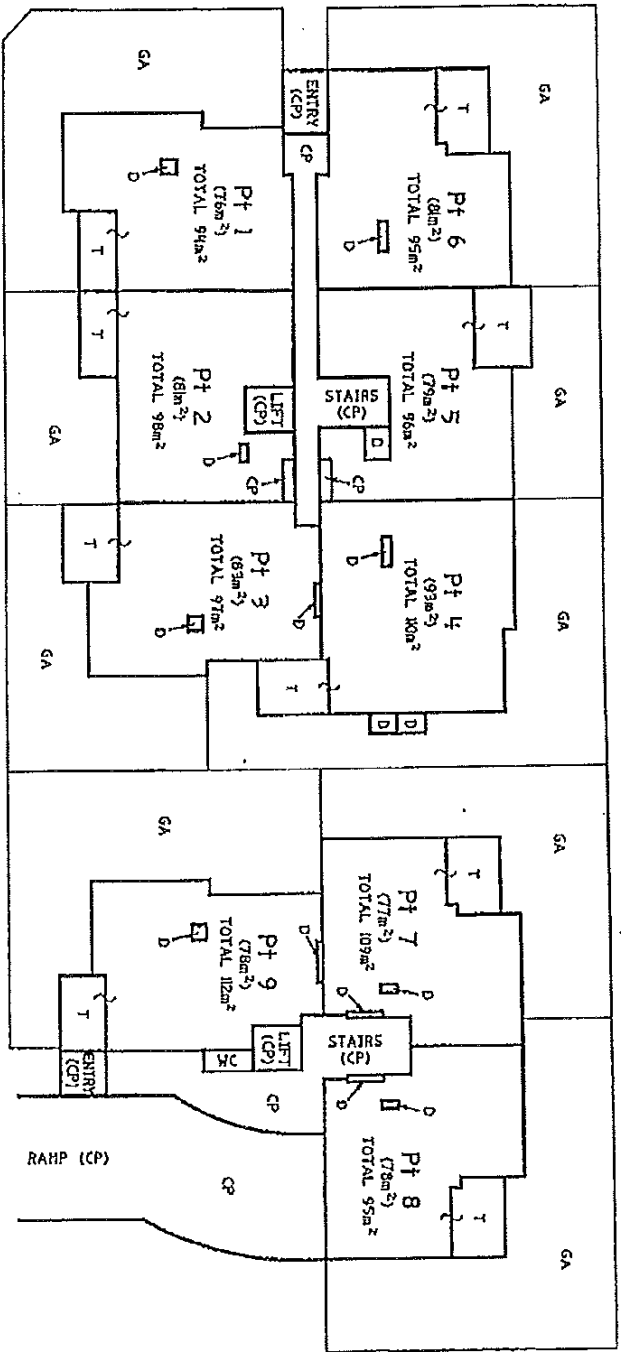 GA
GA
ENTRY
(CP)
CP
T
Pt 1
(76m²)
TOTAL 94m²
D
T
Pt 6
(81m²)
TOTAL 95m²
D
T
Pt 2
(81m²)
TOTAL 98m²
D
GA
LIFT
(CP)
STAIRS
(CP)
D
CP
CP
T
Pt 5
(79m²)
TOTAL 96m²
GA
T
Pt 3
(83m²)
TOTAL 97m²
D
D
GA
T
Pt 4
(93m²)
TOTAL 110m²
D
D
D
GA
GA
Pt 9
(78m²)
TOTAL 112m²
D
D
T
T
Pt 7
(77m²)
TOTAL 109m²
D
D
GA
ENTRY
(CP)
WC
LIFT
(CP)
STAIRS
(CP)
D
D
CP
Pt 8
(78m²)
TOTAL 95m²
T
RAMP (CP)
CP
GA